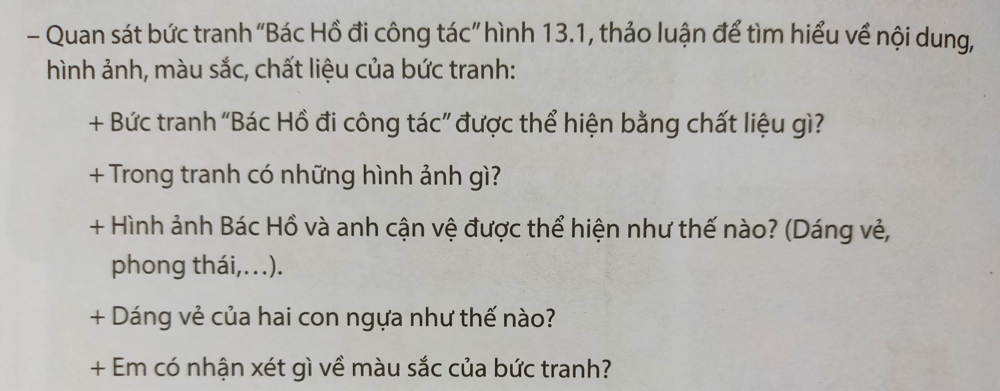 – Quan sát bức tranh “Bác Hồ đi công tác” hình 13.1, thảo luận để tìm hiểu về nội dung,
hình ảnh, màu sắc, chất liệu của bức tranh:
+ Bức tranh “Bác Hồ đi công tác” được thể hiện bằng chất liệu gì?
+ Trong tranh có những hình ảnh gì?
+ Hình ảnh Bác Hồ và anh cận vệ được thể hiện như thế nào? (Dáng vẻ,
phong thái,…).
+ Dáng vẻ của hai con ngựa như thế nào?
+ Em có nhận xét gì về màu sắc của bức tranh?